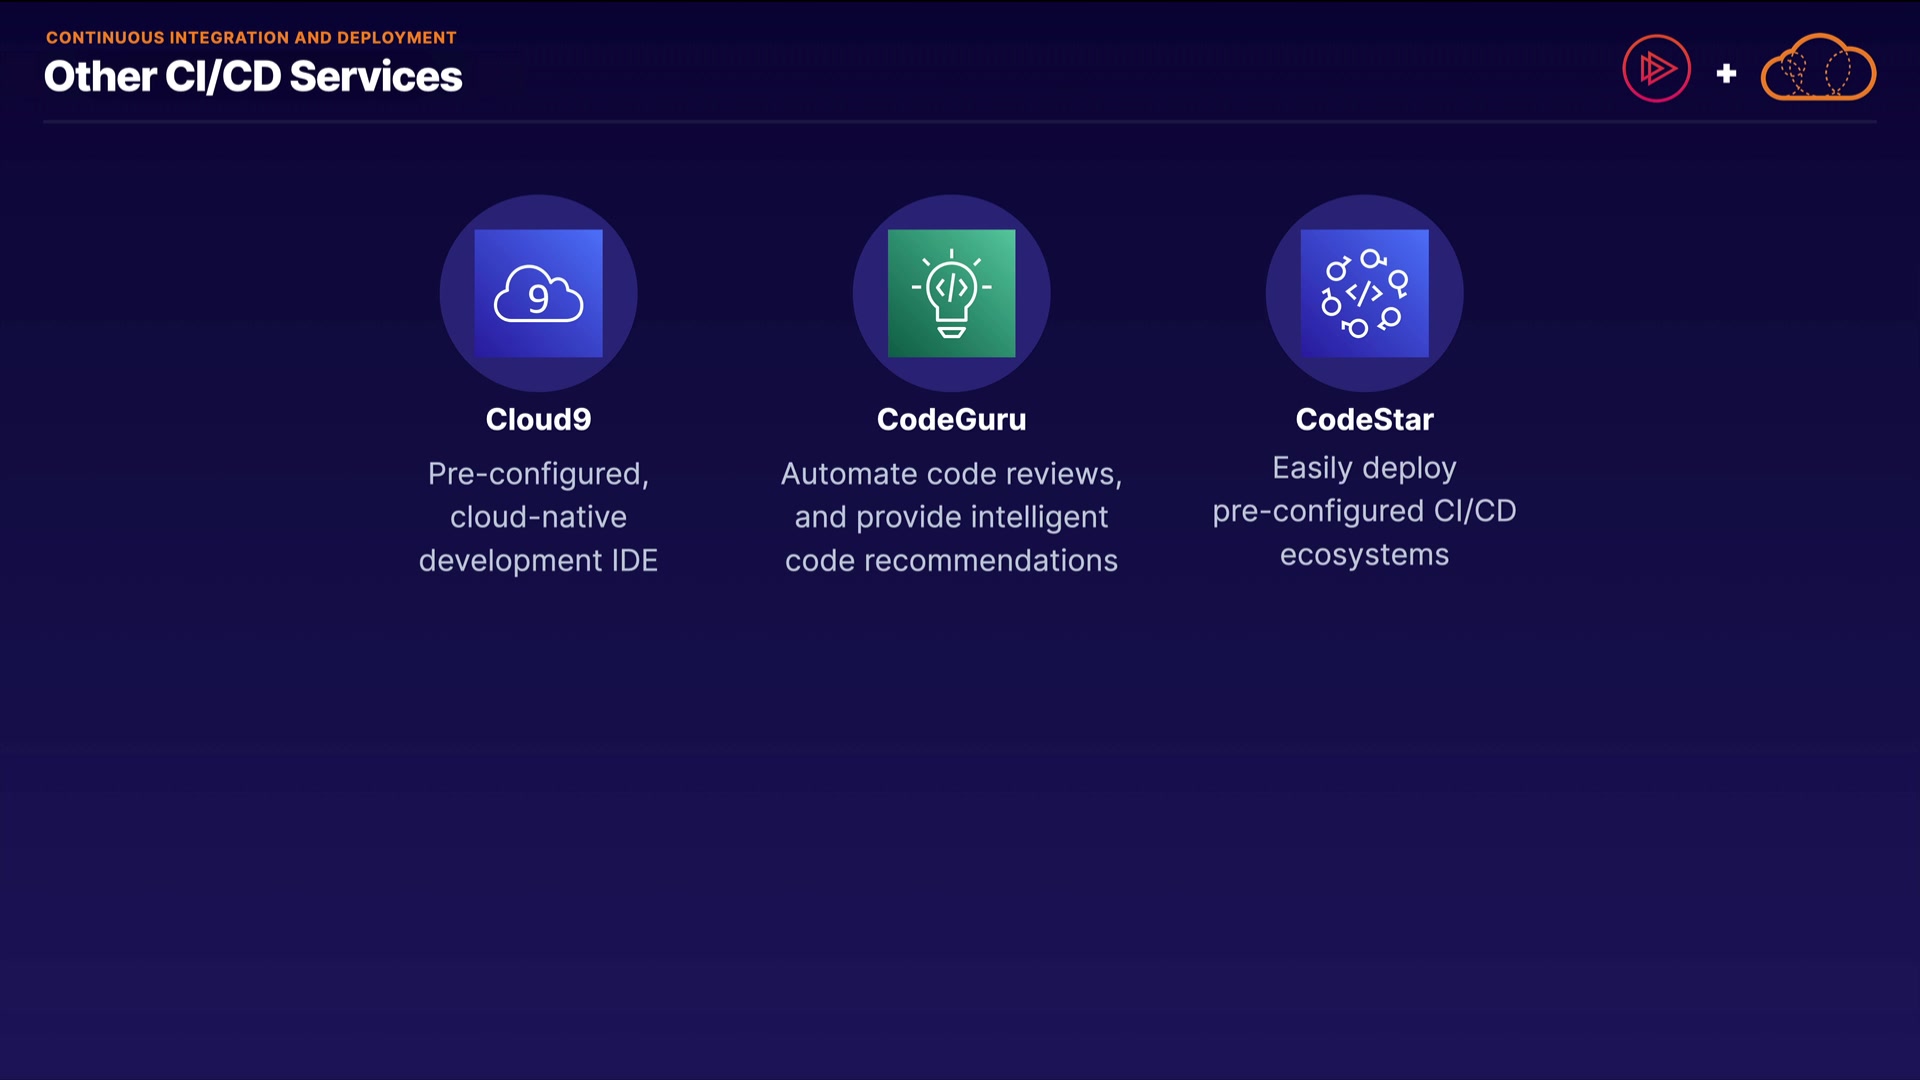 CONTINUOUS INTEGRATION AND DEPLOYMENT
Other CI/CD Services
+
9
</>
</>
Cloud9
Pre-configured,
cloud-native
development IDE
CodeGuru
Automate code reviews,
and provide intelligent
code recommendations
CodeStar
Easily deploy
pre-configured CI/CD
ecosystems